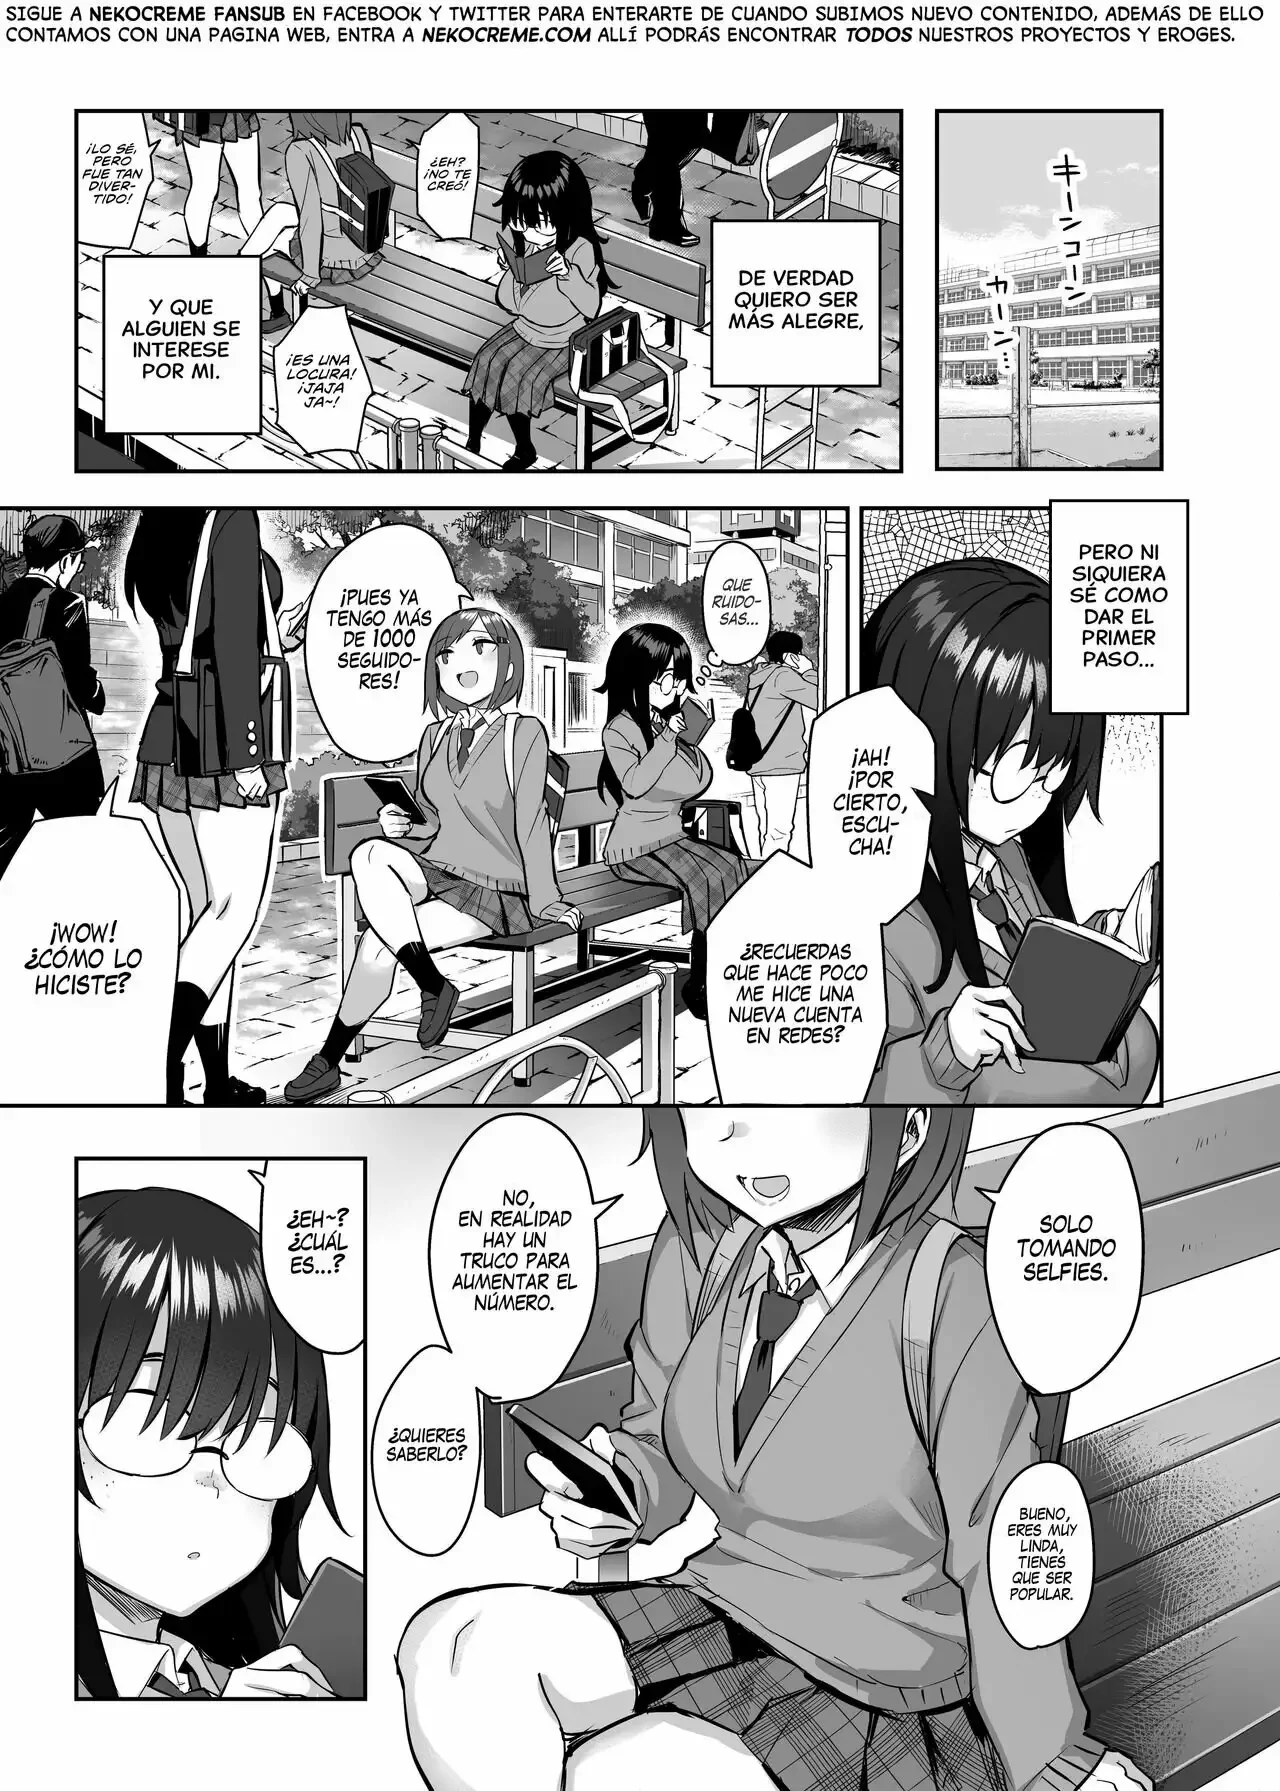 SIGUE A NEKOCREME FANSUB EN FACEBOOK Y TWITTER PARA ENTERARTE DE CUANDO SUBIMOS NUEVO CONTENIDO, ADEMÁS DE ELLO
CONTAMOS CON UNA PAGINA WEB, ENTRA A NEKOCREME.COM ALLÍ PODRÁS ENCONTRAR TODOS NUESTROS PROYECTOS Y EROGES.
キーンコーン
カーン…
DE VERDAD
QUIERO SER
MÁS ALEGRE,
¿EH?
¡NO TE
CREÓ!
¡LO SÉ,
PERO
FUE TAN
DIVER-
TIDO!
¡ES UNA
LOCURA!
¡JAJA
JA~!
Y QUE
ALGUIEN SE
INTERESE
POR MI.
PERO NI
SIQUIERA
SÉ COMO
DAR EL
PRIMER
PASO...
¡AH!
¡POR
CIERTO,
ESCU-
CHA!
¿RECUERDAS
QUE HACE POCO
ME HICE UNA
NUEVA CUENTA
EN REDES?
QUE
RUIDO-
SAS...
¡PUES YA
TENGO MÁS
DE 1000
SEGUIDO-
RES!
¡WOW!
¿CÓMO LO
HICISTE?
SOLO
TOMANDO
SELFIES.
BUENO,
ERES MUY
LINDA,
TIENES
QUE SER
POPULAR.
NO,
EN REALIDAD
HAY UN
TRUCO PARA
AUMENTAR EL
NÚMERO.
¿QUIERES
SABERLO?
¿EH~?
¿CUÁL
ES...?